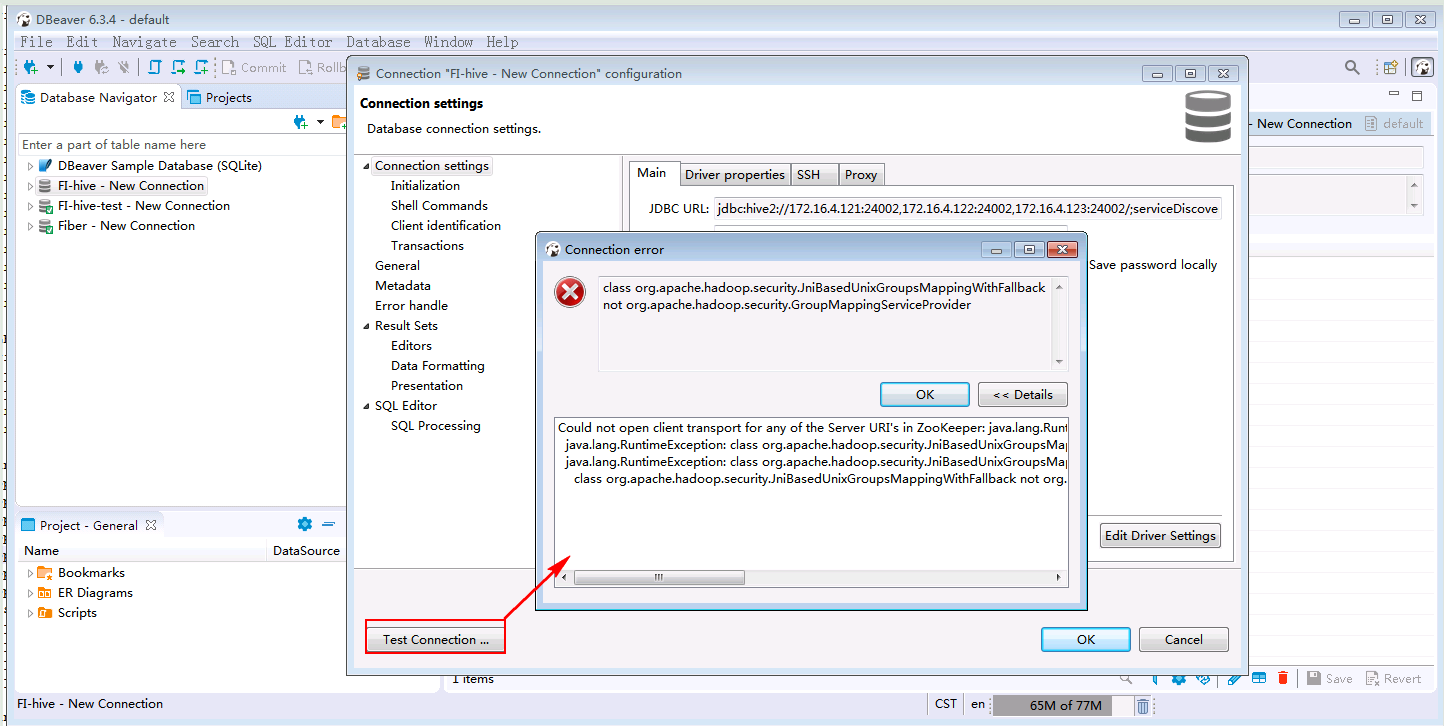 DBeaver 6.3.4 - default
File Edit Navigate Search SQL Editor Database Window Help
Commit Rollb
Database Navigator Projects
Enter a part of table name here
DBeaver Sample Database (SQLite)
FI-hive - New Connection
FI-hive-test - New Connection
Fiber - New Connection
Project - General
Name DataSource
Bookmarks
ER Diagrams
Scripts
Connection "FI-hive - New Connection" configuration
Connection settings
Database connection settings.
Connection settings
Initialization
Shell Commands
Client identification
Transactions
General
Metadata
Error handle
Result Sets
Editors
Data Formatting
Presentation
SQL Editor
SQL Processing
Main Driver properties SSH Proxy
JDBC URL: jdbc:hive2://172.16.4.121:24002,172.16.4.122:24002,172.16.4.123:24002/;serviceDiscove
Save password locally
Edit Driver Settings
Connection error
class org.apache.hadoop.security.JniBasedUnixGroupsMappingWithFallback
not org.apache.hadoop.security.GroupMappingServiceProvider
OK << Details
Could not open client transport for any of the Server URI's in ZooKeeper: java.lang.Runt
java.lang.RuntimeException: class org.apache.hadoop.security.JniBasedUnixGroupsMap
java.lang.RuntimeException: class org.apache.hadoop.security.JniBasedUnixGroupsMap
class org.apache.hadoop.security.JniBasedUnixGroupsMappingWithFallback not org.
Test Connection ... OK Cancel
- New Connection default
1 items
Save Revert
FI-hive - New Connection CST en 65M of 77M